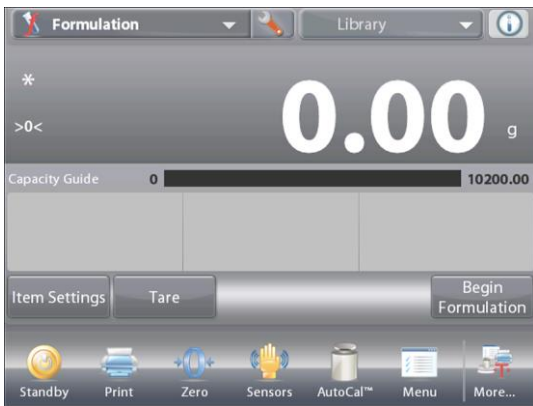 Formulation
Library
*
>0<
0.00 g
Capacity Guide 0 10200.00
Item Settings
Tare
Begin
Formulation
Standby Print Zero Sensors AutoCal™ Menu More...